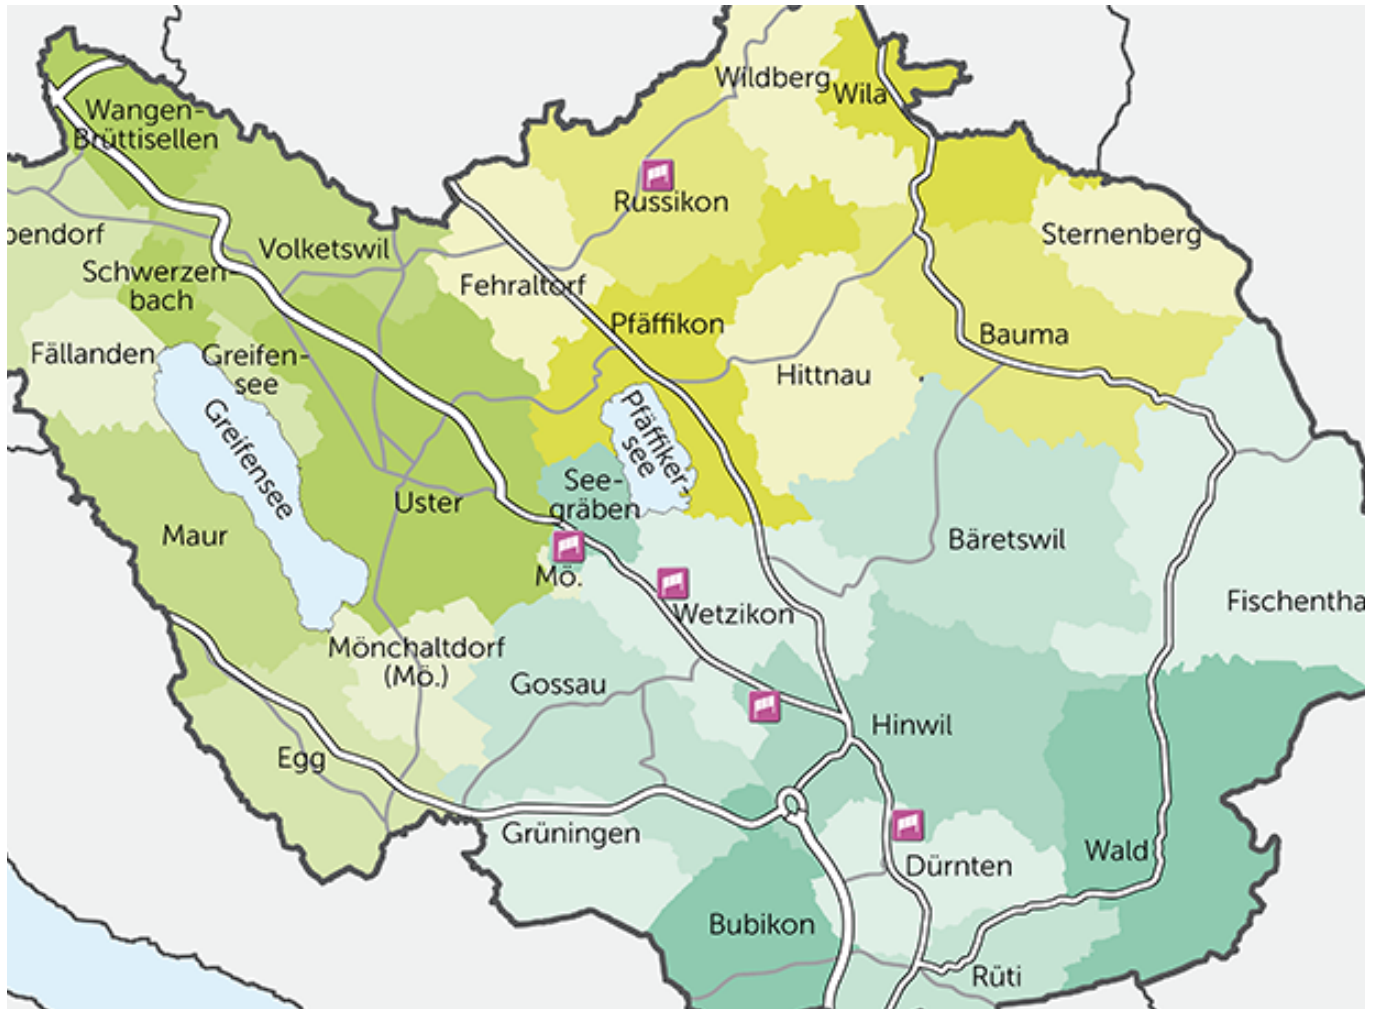 Wildberg
Wila
Wangen-
Brüttisellen
Russikon
bendorf
Volketswil
Sternenberg
Schwerzen-
bach
Fehraltorf
Pfäffikon
Bauma
Fällanden
Greifen-
see
Hittnau
Greifensee
Pfäffiker-
see
See-
gräben
Uster
Maur
Bäretswil
Mö.
Wetzikon
Fischentha
Mönchaltdorf
(Mö.)
Gossau
Hinwil
Egg
Grüningen
Wald
Dürnten
Bubikon
Rüti